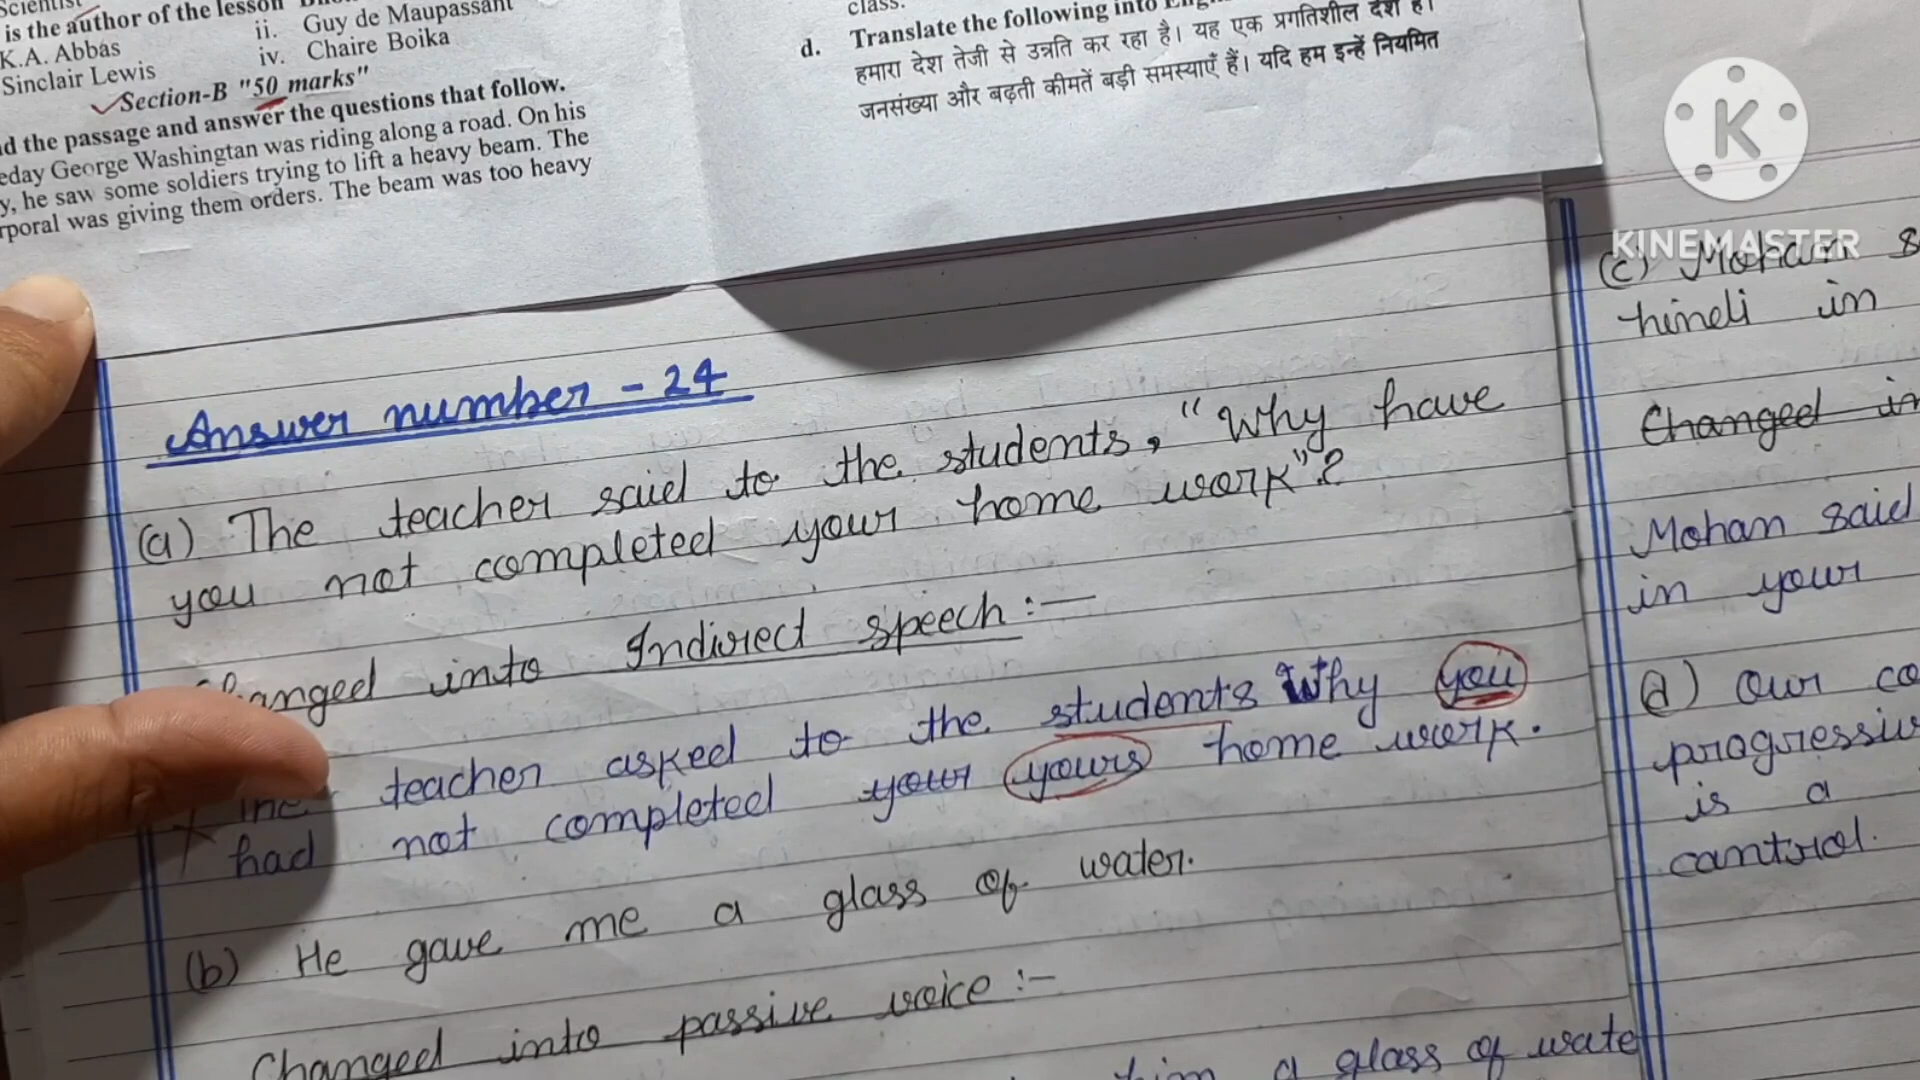 is the author of the lesson
K.A. Abbas
ii. Guy de Maupassant
Sinclair Lewis
iv. Chaire Boika
Section-B "50 marks"
the passage and answer the questions that follow.
George Washingtan was riding along a road. On his
he saw some soldiers trying to lift a heavy beam. The
was giving them orders. The beam was too heavy
class.
d. Translate the following into
हमारा देश तेजी से उन्नति कर रहा है। यह एक प्रगतिशील देश है।
जनसंख्या और बढ़ती कीमतें बड़ी समस्याएँ हैं। यदि हम इन्हें नियमित
K
KINEMASTER
Answer number - 24
(a) The teacher said to the students, "Why have
you not completed your home work"?
Changed into Indirect speech:-
The teacher asked to the students Why you
had not completed your yours home work.
(b) He gave me a glass of water.
Changed into passive voice:-
him a glass of wate
(c) Mohan
hindi in
Changed in
Mohan said
in your
(d) Our co
progressive
is a
cantrol.